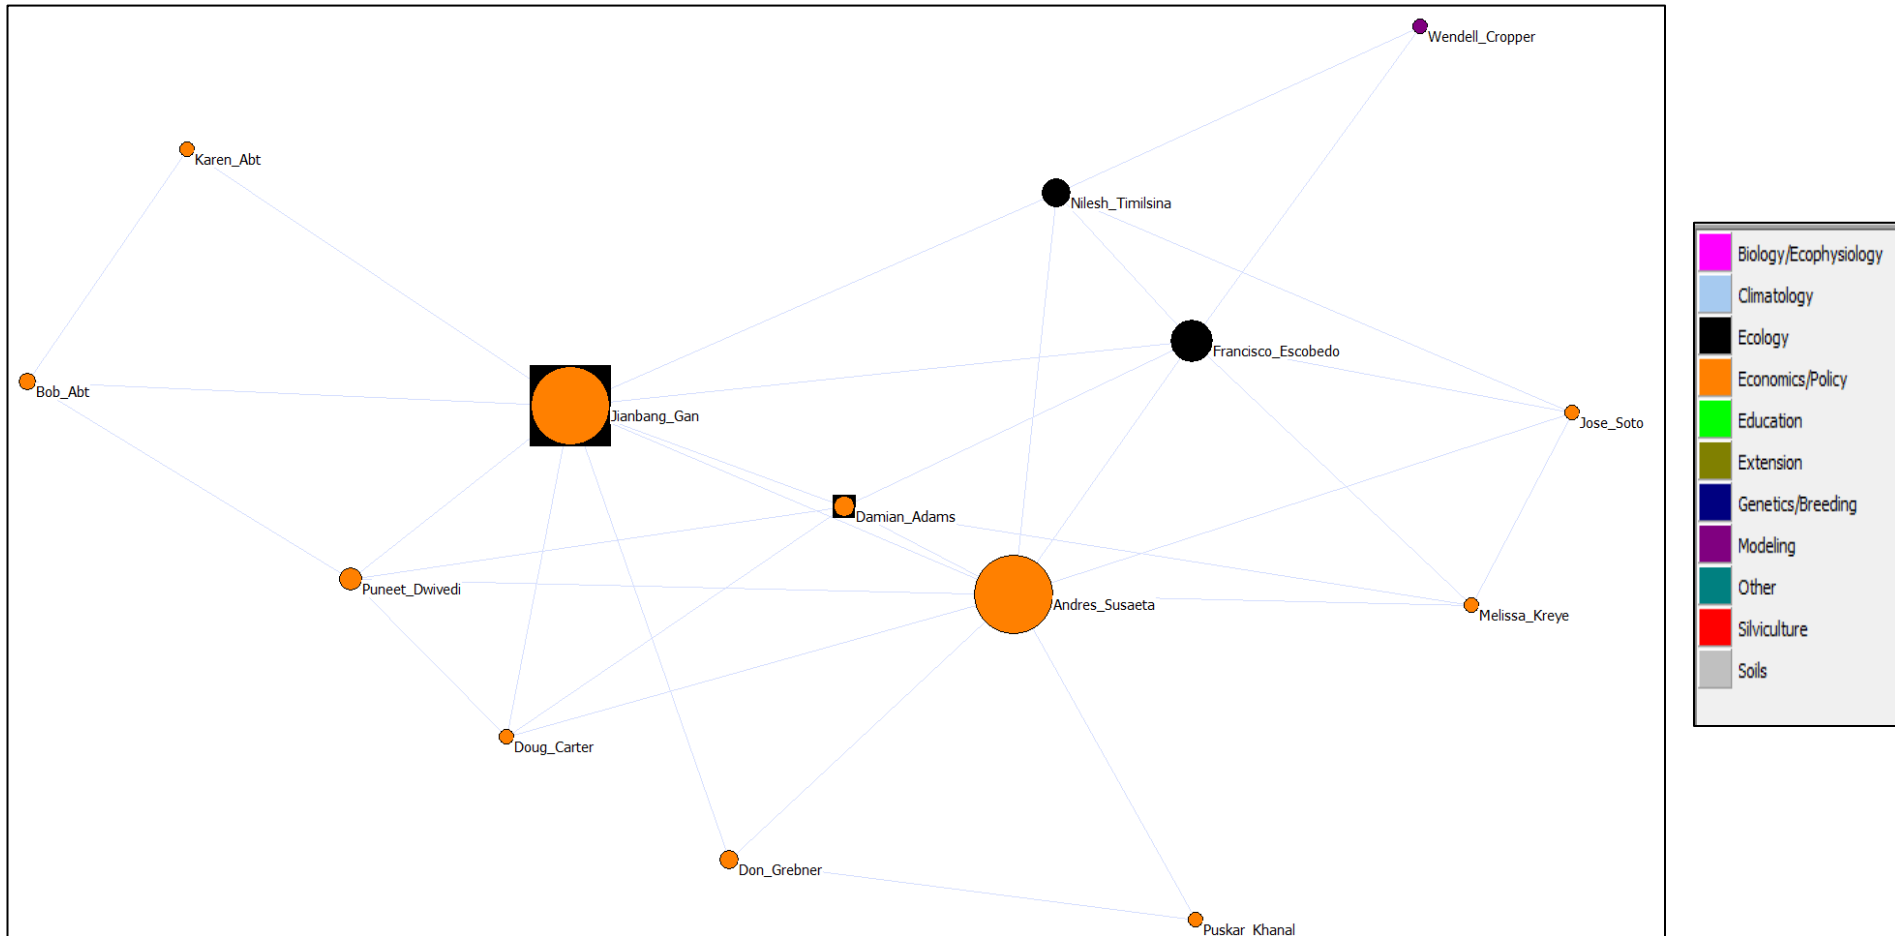 Wendell_Cropper
Karen_Abt
Nilesh_Timilsina
Francisco_Escobedo
Bob_Abt
Jianbang_Gan
Jose_Soto
Damian_Adams
Puneet_Dwivedi
Andres_Susaeta
Melissa_Kreye
Doug_Carter
Don_Grebner
Puskar_Khanal
Biology/Ecophysiology
Climatology
Ecology
Economics/Policy
Education
Extension
Genetics/Breeding
Modeling
Other
Silviculture
Soils